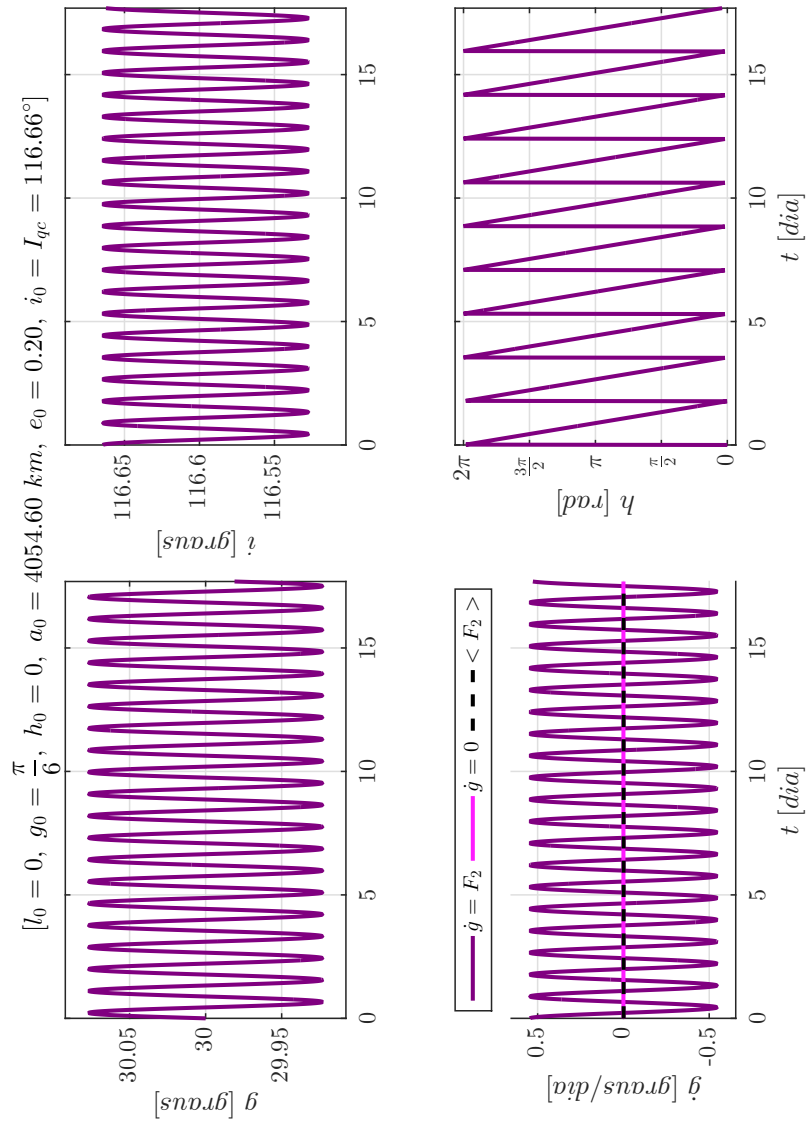 [l₀ = 0, g₀ = π/6, h₀ = 0, a₀ = 4054.60 km, e₀ = 0.20, i₀ = I_qc = 116.66°]
g [graus]
30.05
30
29.95
0 5 10 15
i [graus]
116.65
116.6
116.55
0 5 10 15
ġ = F₂ ġ = 0 < F₂ >
ġ [graus/dia]
0.5
0
-0.5
0 5 10 15
t [dia]
h [rad]
2π
3π/2
π
π/2
0
0 5 10 15
t [dia]